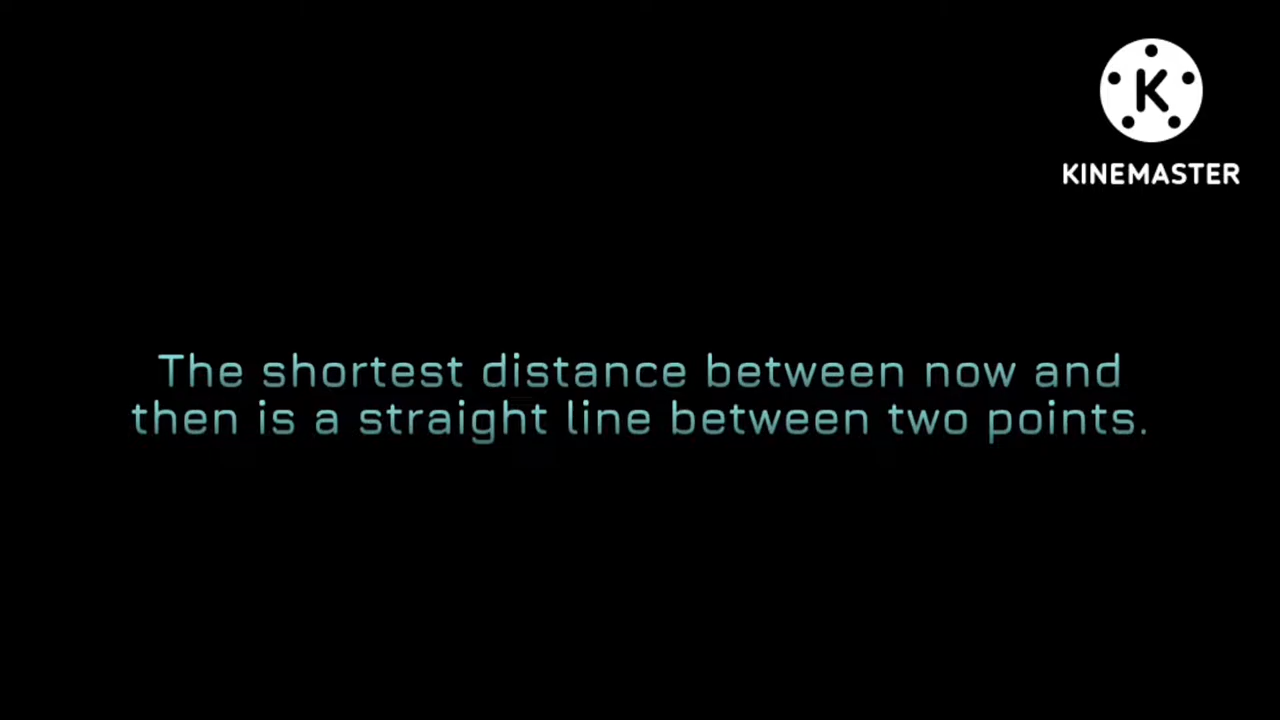 K
KINEMASTER
The shortest distance between now and
then is a straight line between two points.